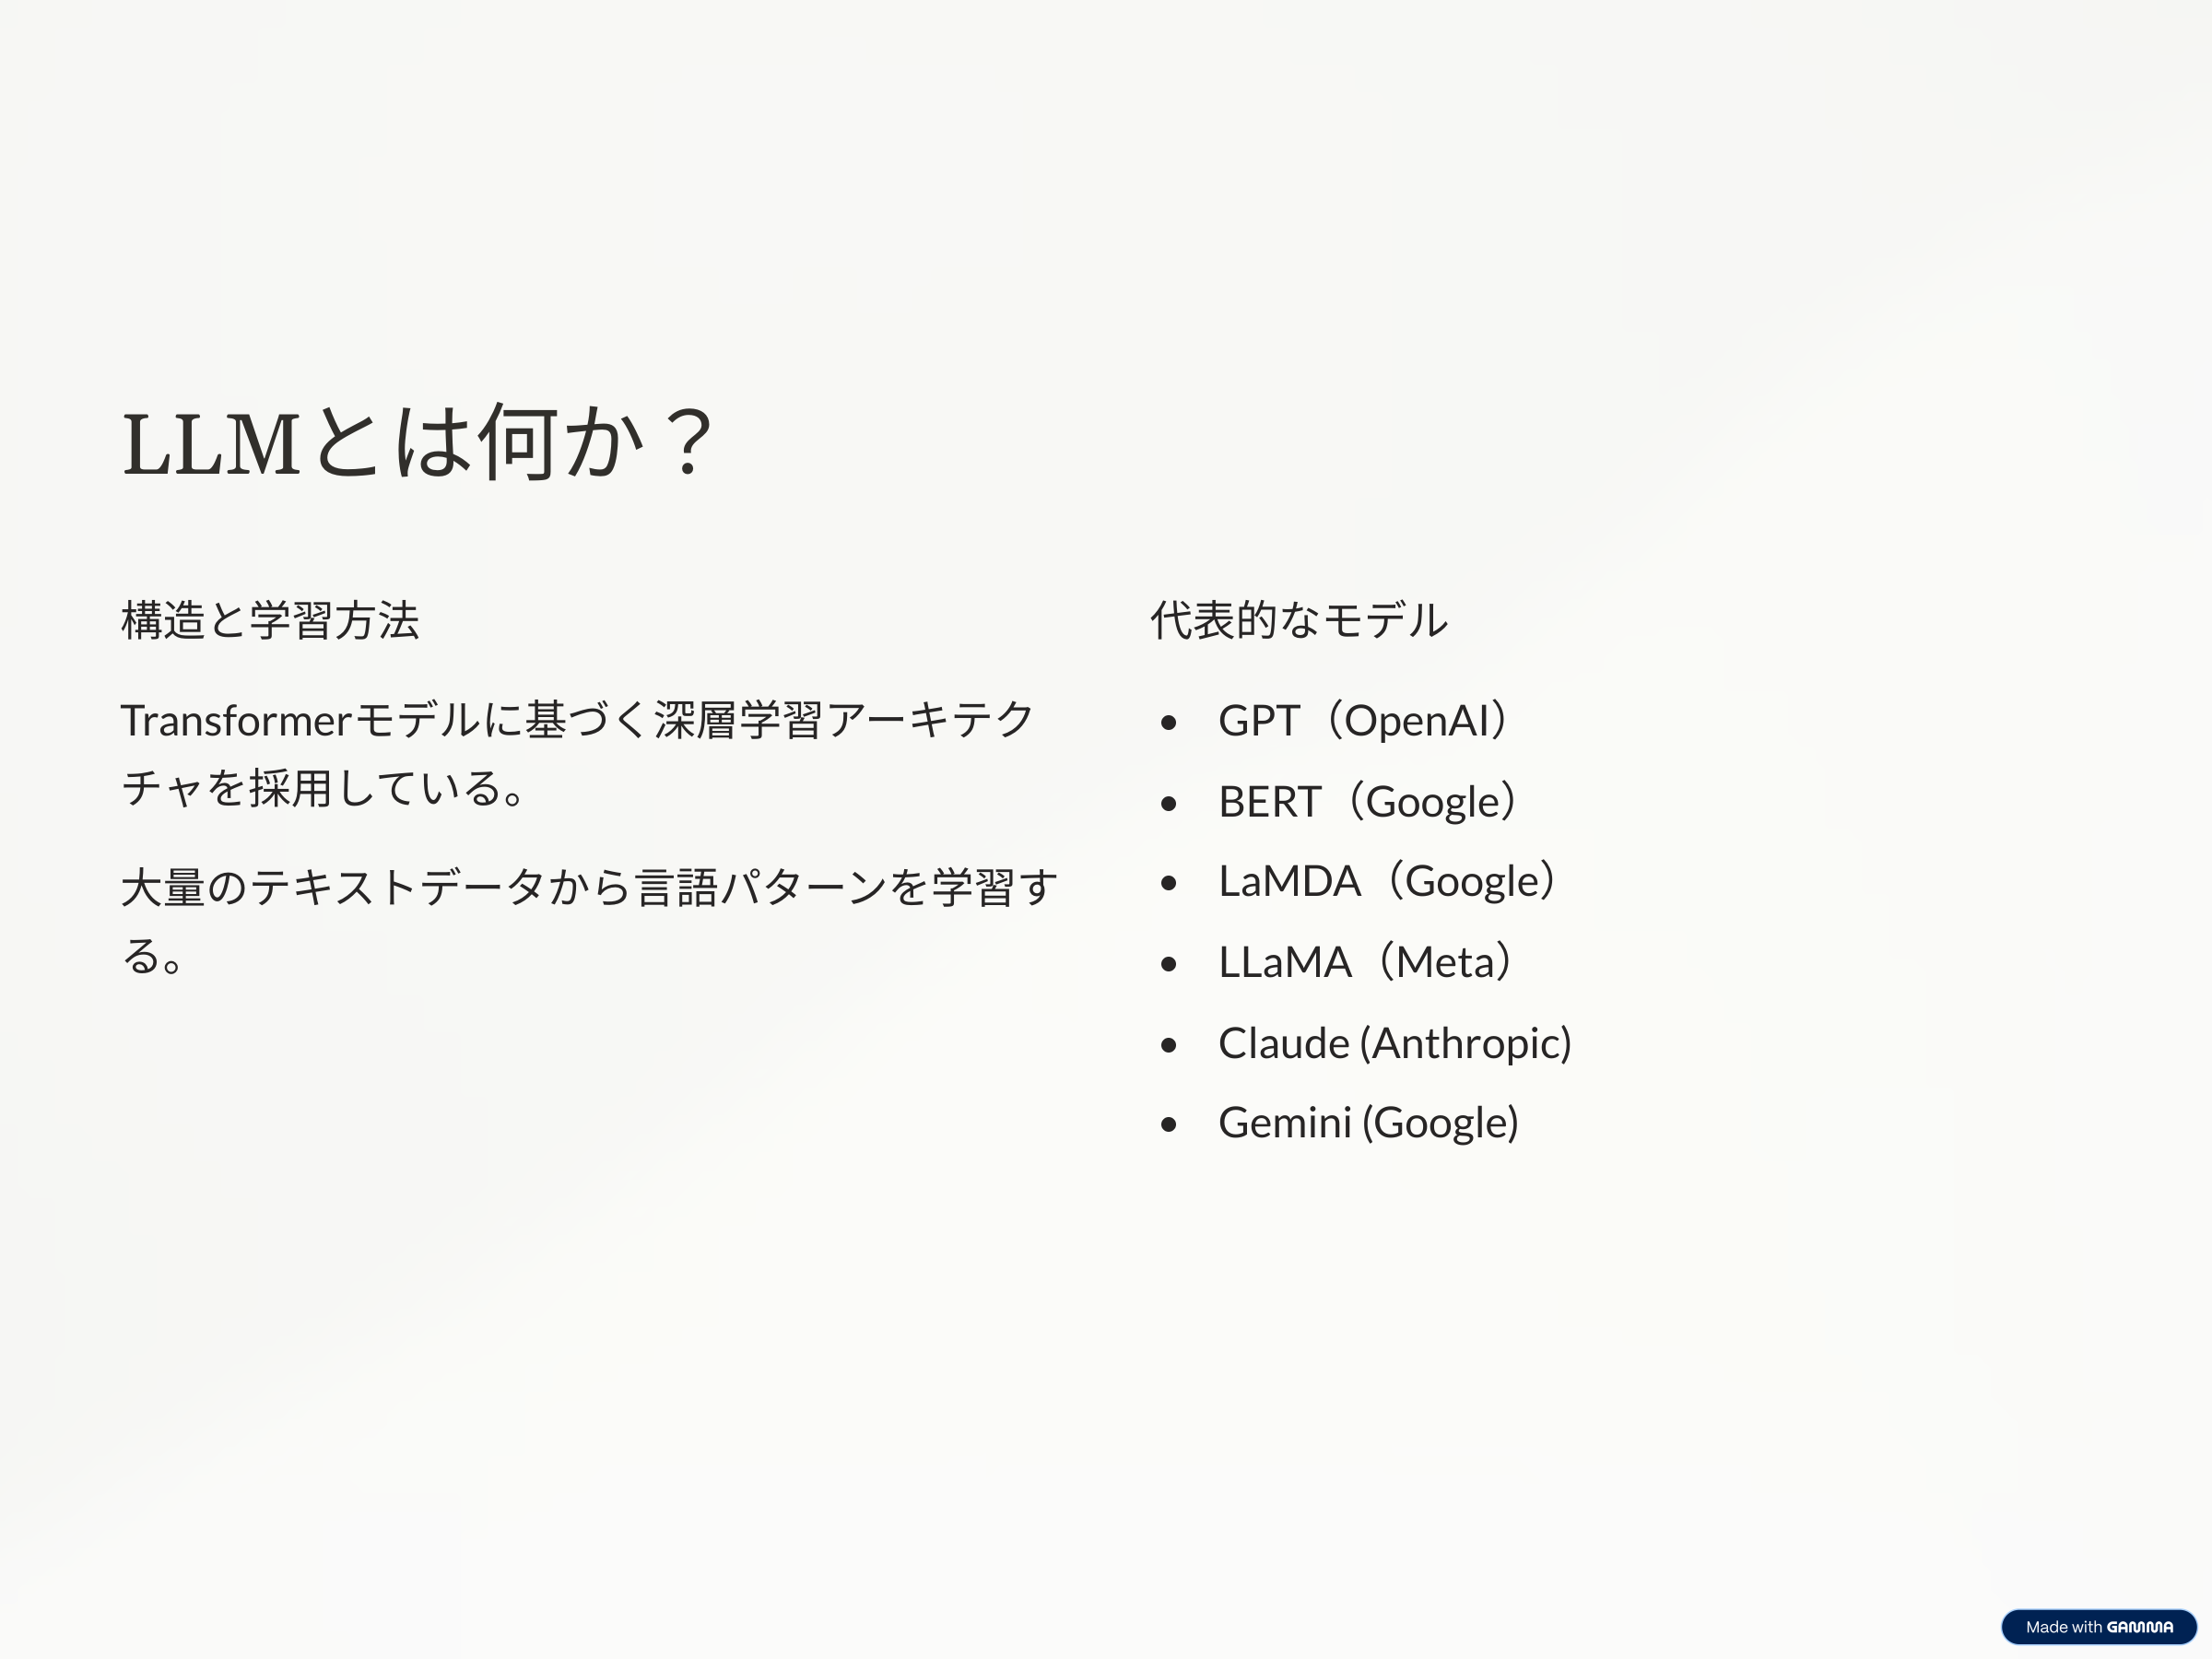 LLMとは何か？
構造と学習方法
Transformerモデルに基づく深層学習アーキテク
チャを採用している。
大量のテキストデータから言語パターンを学習す
る。
代表的なモデル
• GPT（OpenAI）
• BERT（Google）
• LaMDA（Google）
• LLaMA（Meta）
• Claude (Anthropic)
• Gemini (Google)
Made with GAMMA